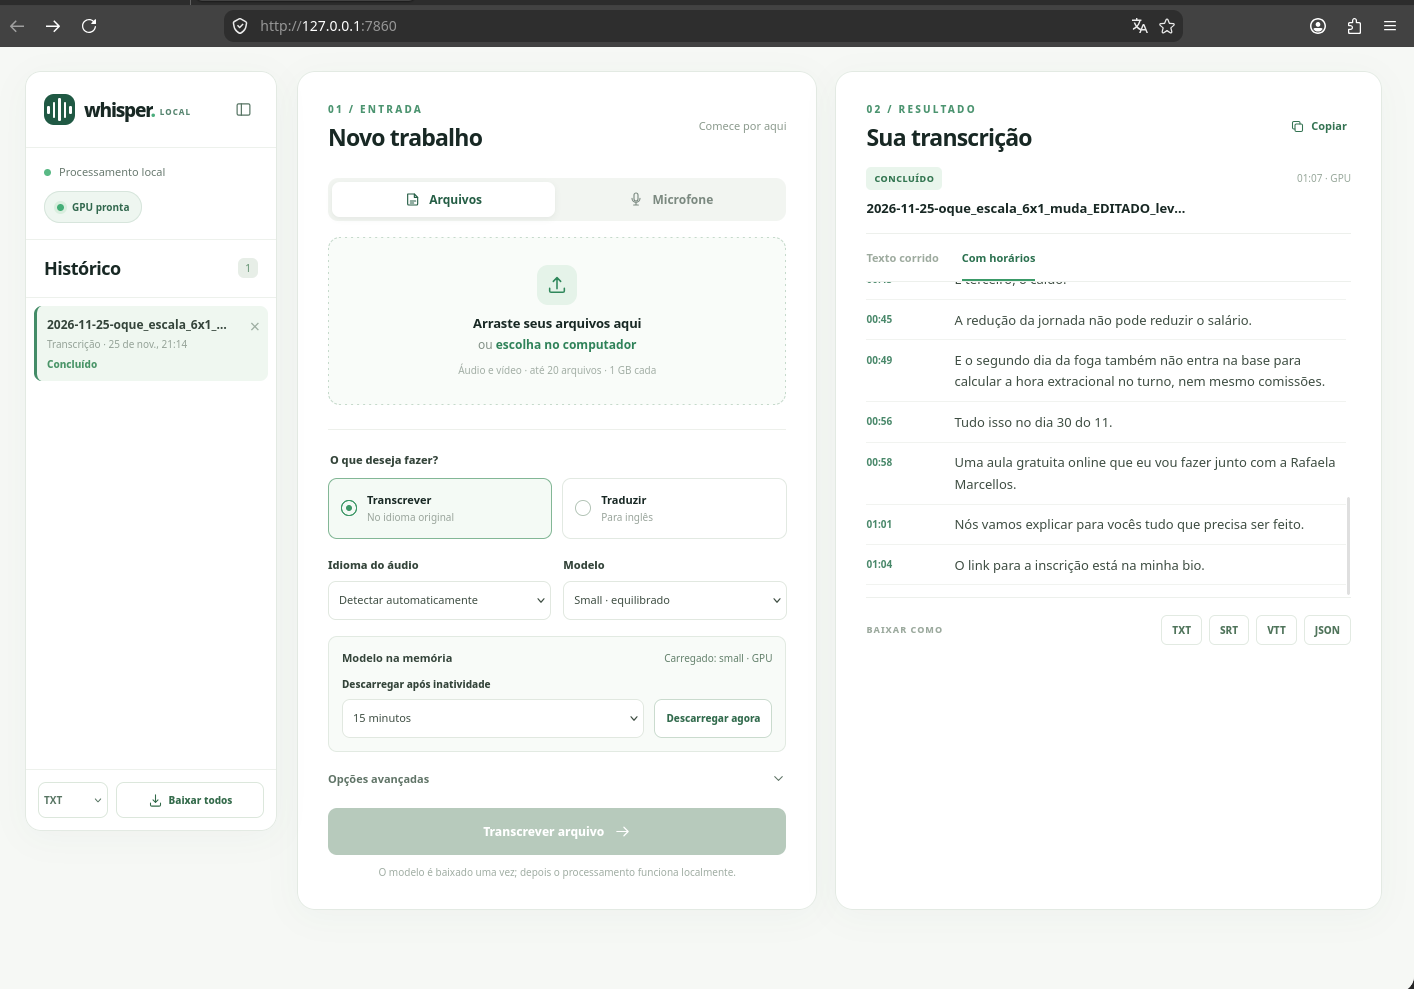 http://127.0.0.1:7860
whisper. LOCAL
Processamento local
GPU pronta
Histórico
1
2026-11-25-oque_escala_6x1_...
Transcrição · 25 de nov., 21:14
Concluído
TXT
Baixar todos
01 / ENTRADA
Novo trabalho
Comece por aqui
Arquivos
Microfone
Arraste seus arquivos aqui
ou escolha no computador
Áudio e vídeo · até 20 arquivos · 1 GB cada
O que deseja fazer?
Transcrever
No idioma original
Traduzir
Para inglês
Idioma do áudio
Modelo
Detectar automaticamente
Small · equilibrado
Modelo na memória
Carregado: small · GPU
Descarregar após inatividade
15 minutos
Descarregar agora
Opções avançadas
Transcrever arquivo
O modelo é baixado uma vez; depois o processamento funciona localmente.
02 / RESULTADO
Sua transcrição
Copiar
CONCLUÍDO
01:07 · GPU
2026-11-25-oque_escala_6x1_muda_EDITADO_lev...
Texto corrido
Com horários
E terceiro, o caldo.
00:45
A redução da jornada não pode reduzir o salário.
00:49
E o segundo dia da foga também não entra na base para
calcular a hora extracional no turno, nem mesmo comissões.
00:56
Tudo isso no dia 30 do 11.
00:58
Uma aula gratuita online que eu vou fazer junto com a Rafaela
Marcellos.
01:01
Nós vamos explicar para vocês tudo que precisa ser feito.
01:04
O link para a inscrição está na minha bio.
BAIXAR COMO
TXT
SRT
VTT
JSON